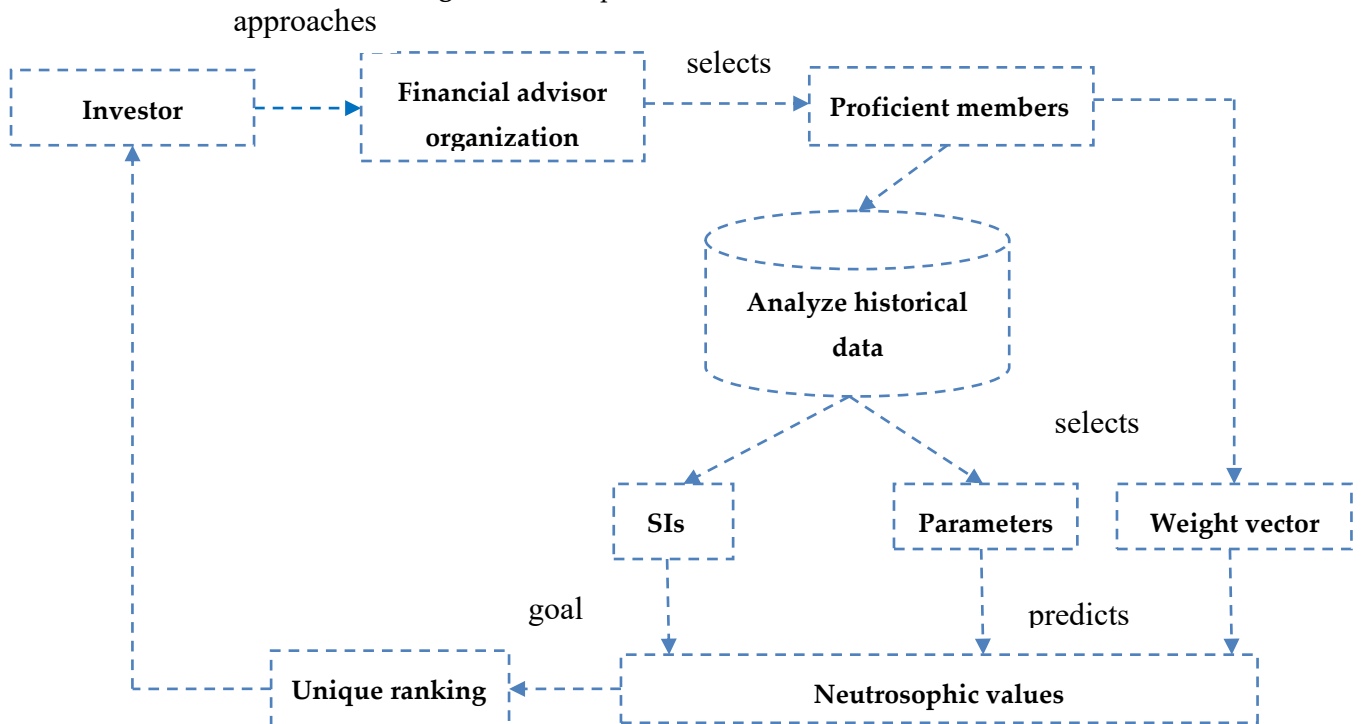 approaches
selects
Investor
Financial advisor
organization
Proficient members
Analyze historical
data
selects
SIs
Parameters
Weight vector
goal
predicts
Unique ranking
Neutrosophic values